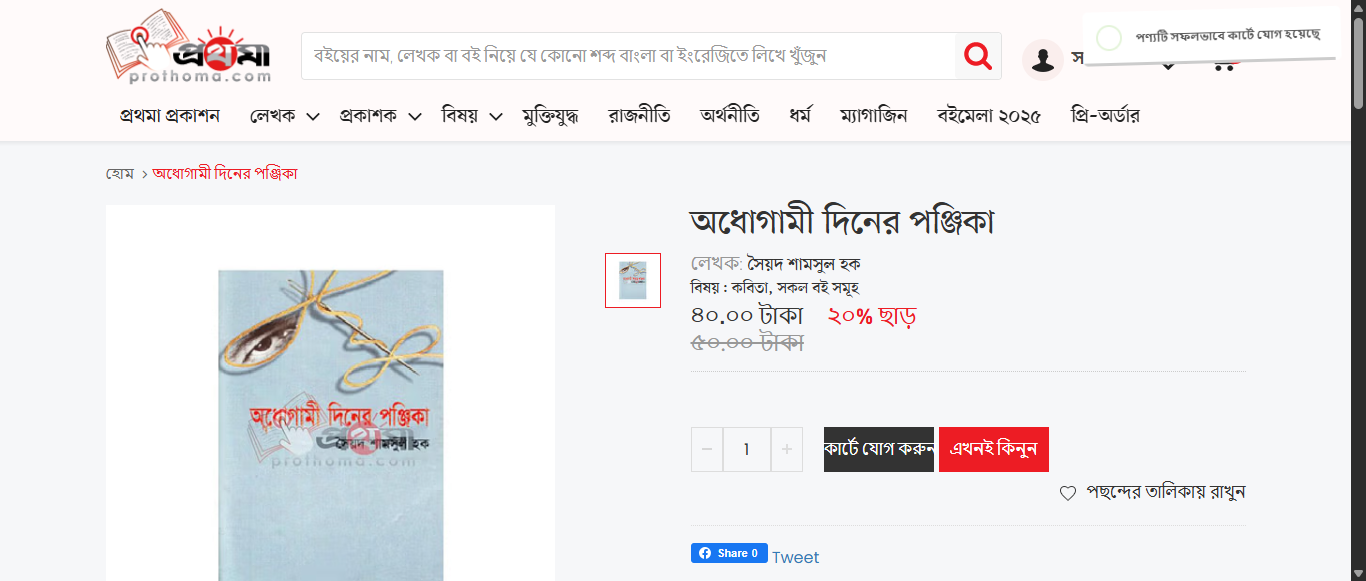 প্রথমা
prothoma.com
বইয়ের নাম, লেখক বা বই নিয়ে যে কোনো শব্দ বাংলা বা ইংরেজিতে লিখে খুঁজুন
স
পণ্যটি সফলভাবে কার্টে যোগ হয়েছে
প্রথমা প্রকাশন লেখক প্রকাশক বিষয় মুক্তিযুদ্ধ রাজনীতি অর্থনীতি ধর্ম ম্যাগাজিন বইমেলা ২০২৫ প্রি-অর্ডার
হোম › অধোগামী দিনের পঞ্জিকা
অধোগামী দিনের পঞ্জিকা
সৈয়দ শামসুল হক
প্রথমা
prothoma.com
অধোগামী দিনের পঞ্জিকা
লেখক: সৈয়দ শামসুল হক
বিষয় : কবিতা, সকল বই সমূহ
৪০.০০ টাকা ২০% ছাড়
৫০.০০ টাকা
− 1 + কার্টে যোগ করুন এখনই কিনুন
পছন্দের তালিকায় রাখুন
Share 0 Tweet